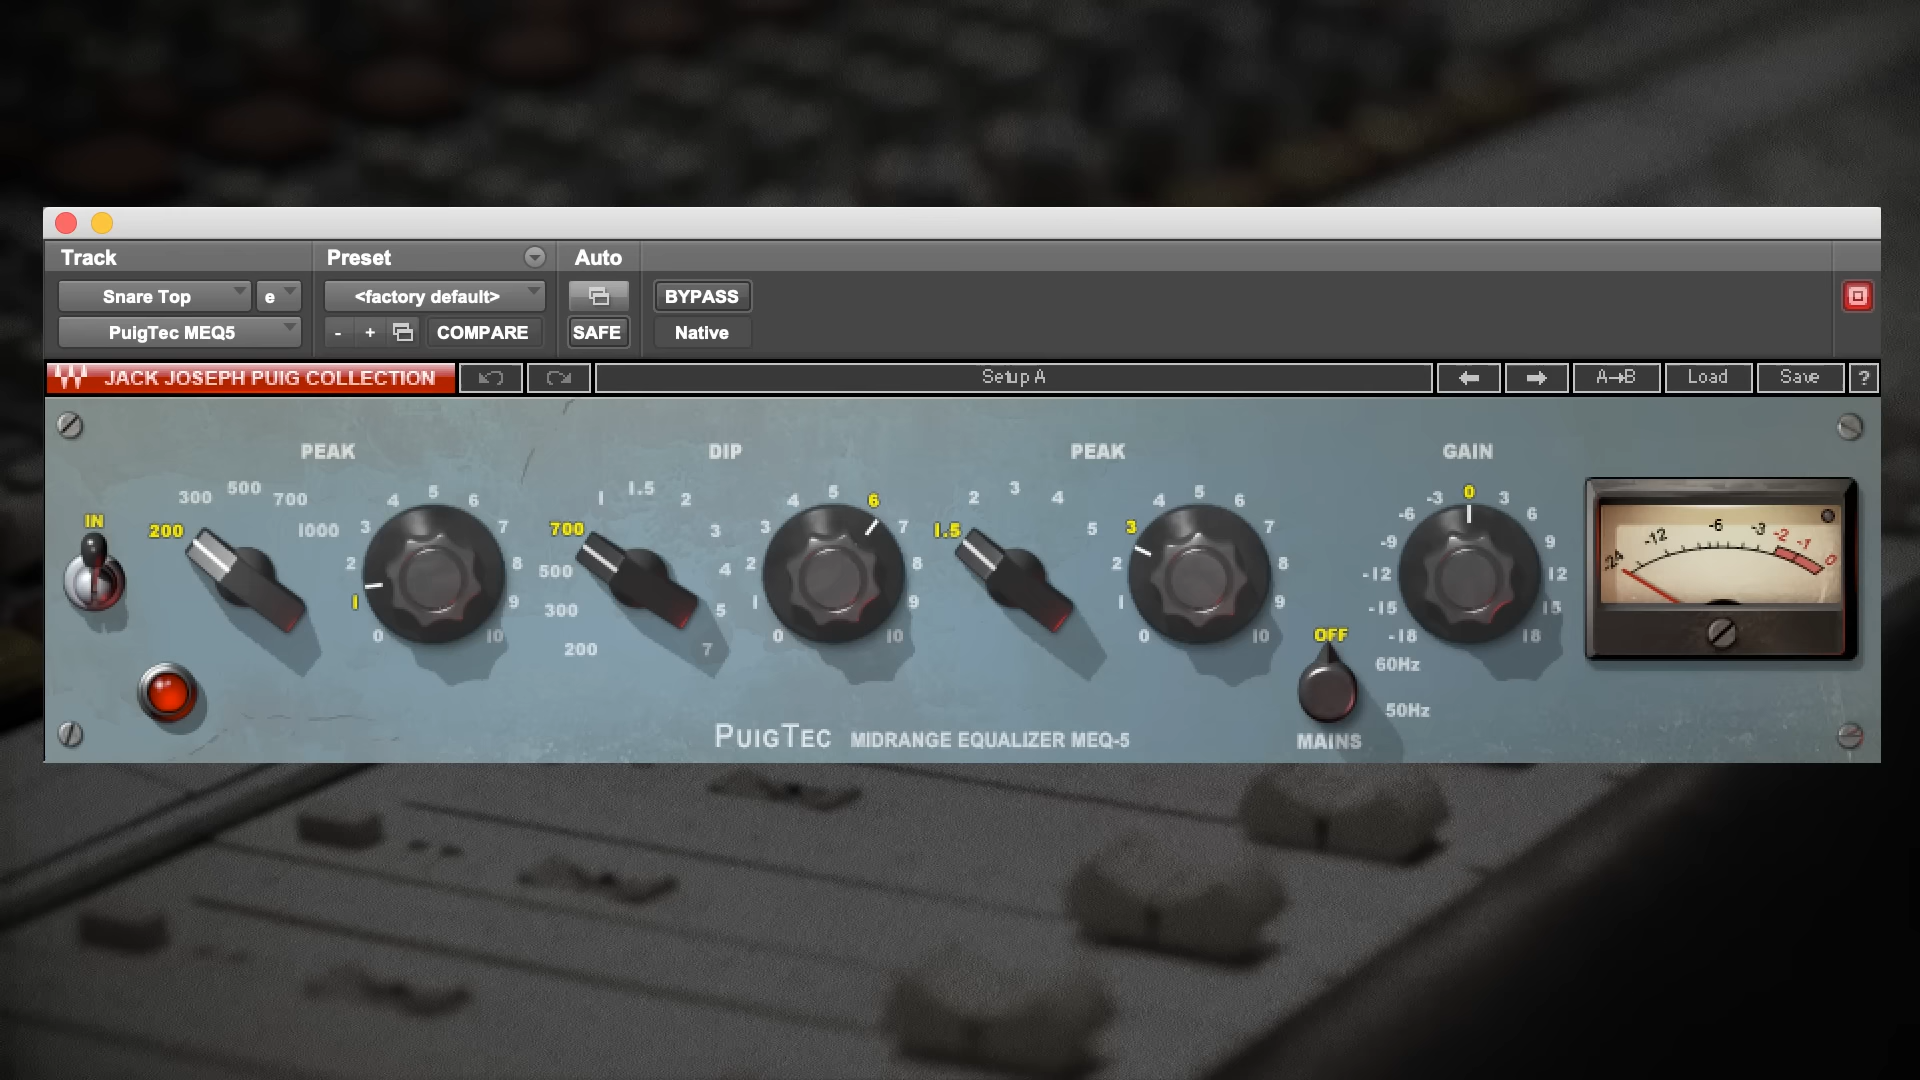 Track Preset Auto
Snare Top e <factory default> BYPASS
PuigTec MEQ5 - + COMPARE SAFE Native
JACK JOSEPH PUIG COLLECTION Setup A A→B Load Save ?
PEAK DIP PEAK GAIN
IN
200 300 500 700 1000
0 1 2 3 4 5 6 7 8 9 10
200 300 500 700 1 1.5 2 3 4 5 7
0 1 2 3 4 5 6 7 8 9 10
1.5 2 3 4 5
0 1 2 3 4 5 6 7 8 9 10
-18 -15 -12 -9 -6 -3 0 3 6 9 12 15 18
-24 -12 -6 -3 -2 -1 0
OFF
60Hz
50Hz
MAINS
PUIGTEC MIDRANGE EQUALIZER MEQ-5